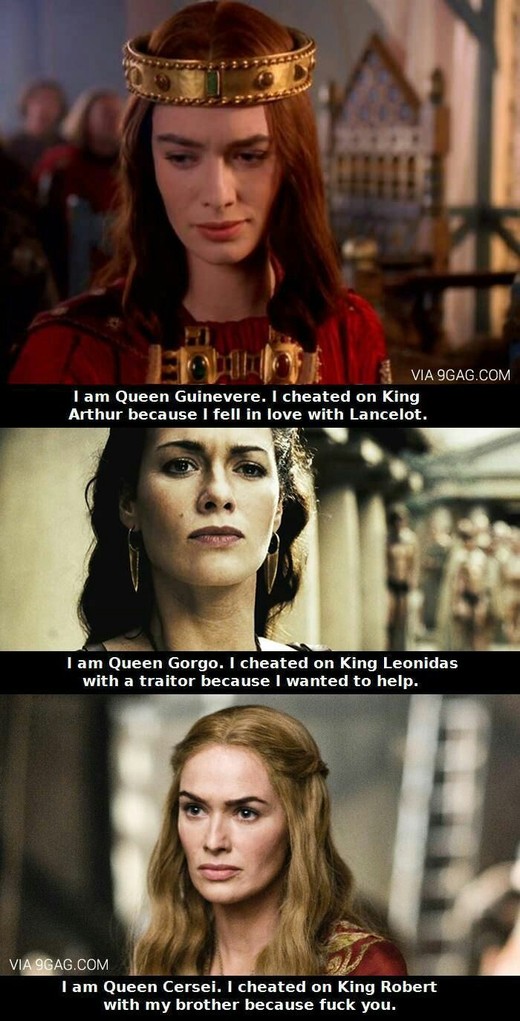 VIA 9GAG.COM
I am Queen Guinevere. I cheated on King
Arthur because I fell in love with Lancelot.
I am Queen Gorgo. I cheated on King Leonidas
with a traitor because I wanted to help.
VIA 9GAG.COM
I am Queen Cersei. I cheated on King Robert
with my brother because fuck you.